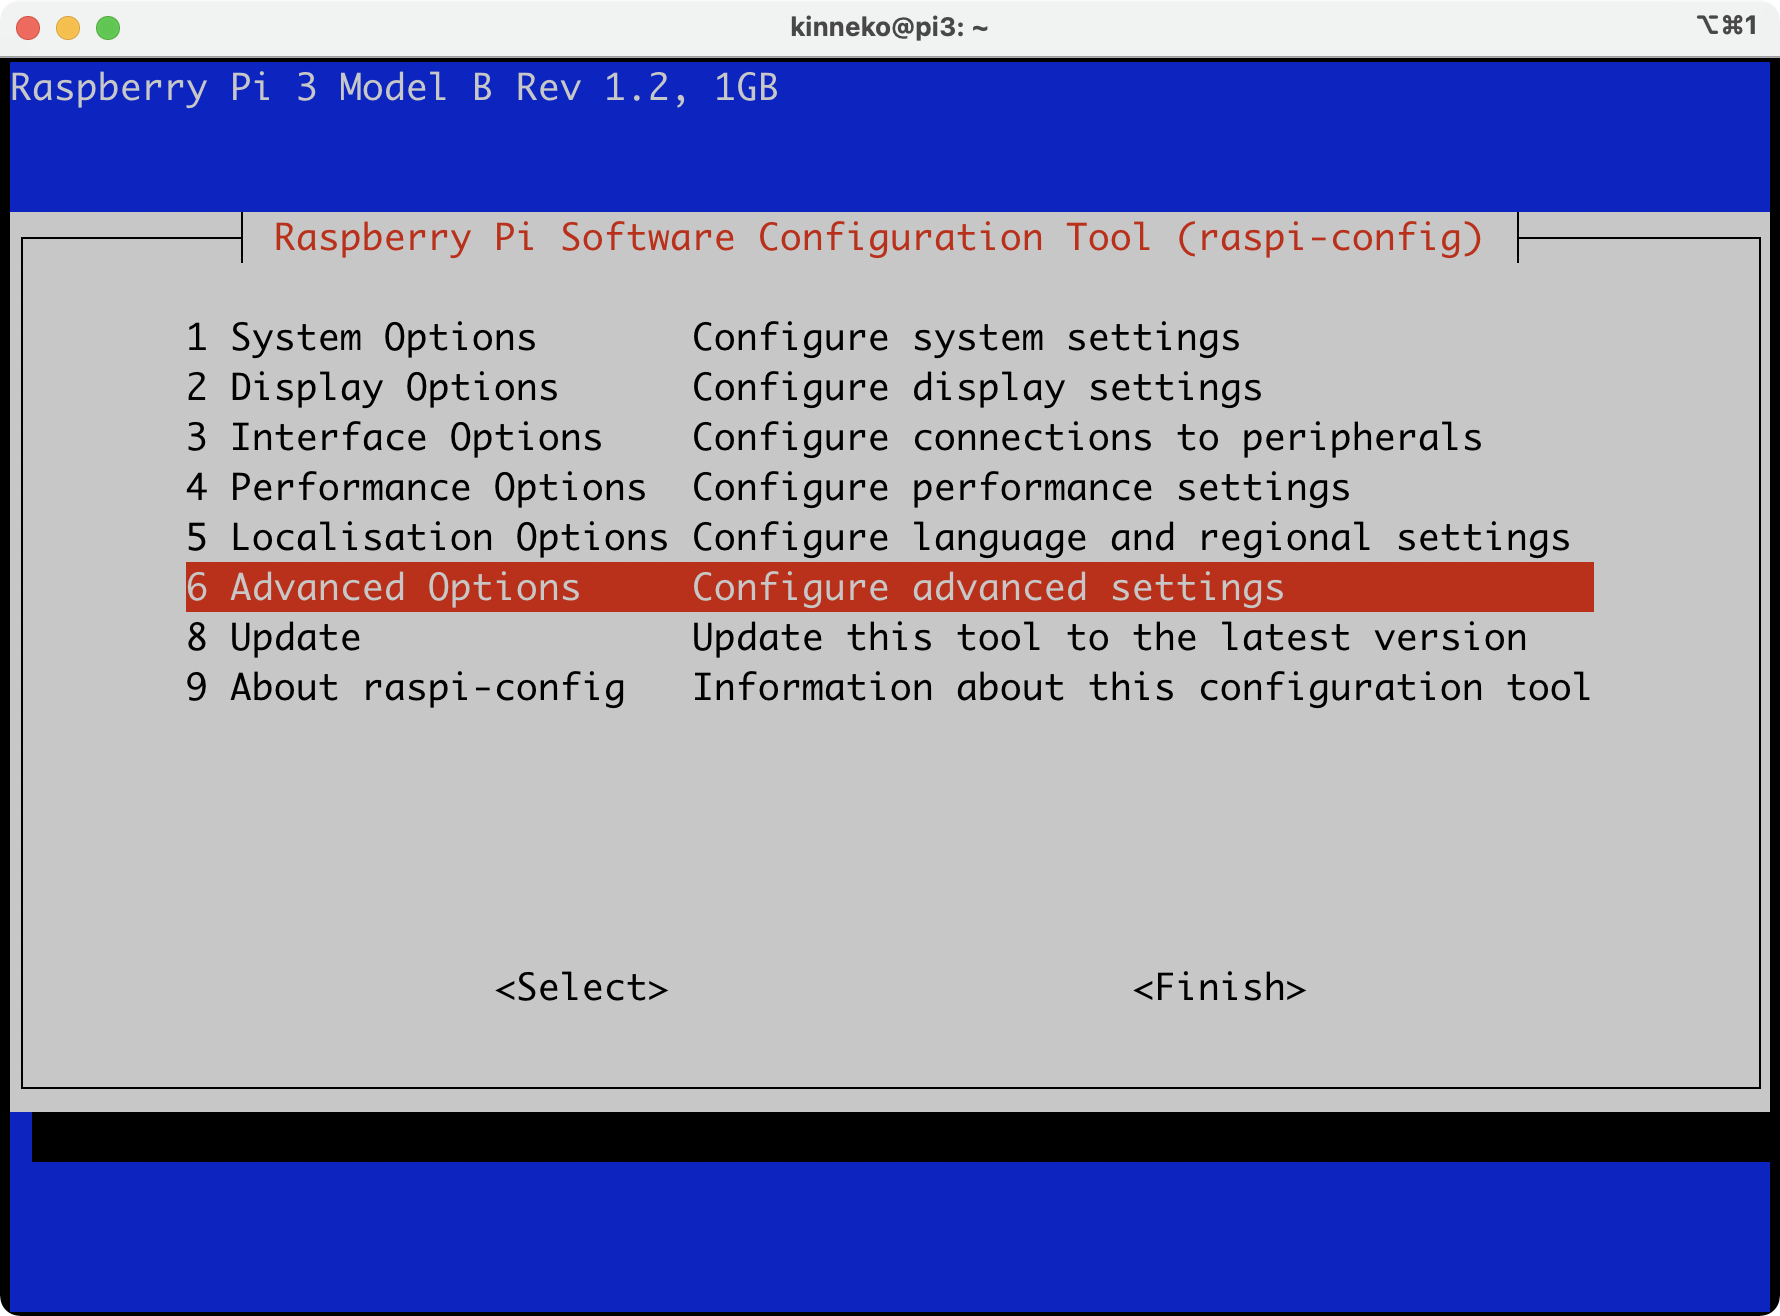 kinneko@pi3: ~
⌥⌘1
Raspberry Pi 3 Model B Rev 1.2, 1GB
Raspberry Pi Software Configuration Tool (raspi-config)
1 System Options Configure system settings
2 Display Options Configure display settings
3 Interface Options Configure connections to peripherals
4 Performance Options Configure performance settings
5 Localisation Options Configure language and regional settings
6 Advanced Options Configure advanced settings
8 Update Update this tool to the latest version
9 About raspi-config Information about this configuration tool
<Select> <Finish>